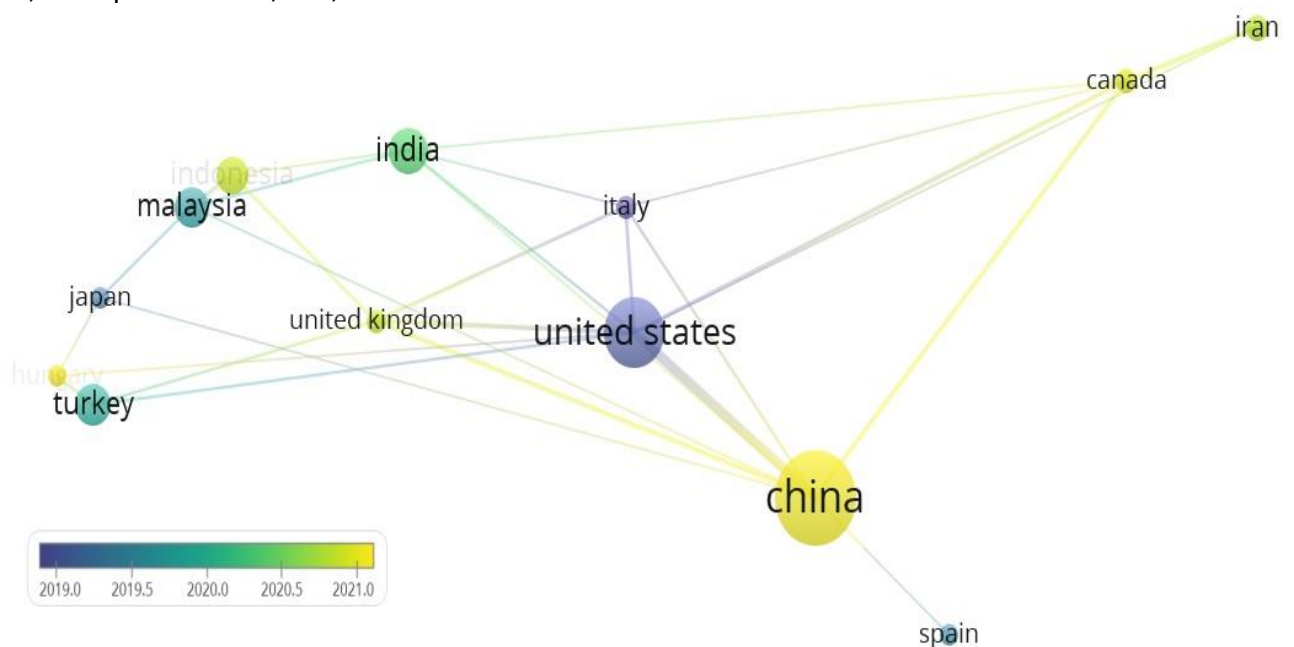 iran
canada
india
indonesia
malaysia
italy
japan
united kingdom
united states
hungary
turkey
china
2019.0 2019.5 2020.0 2020.5 2021.0
spain